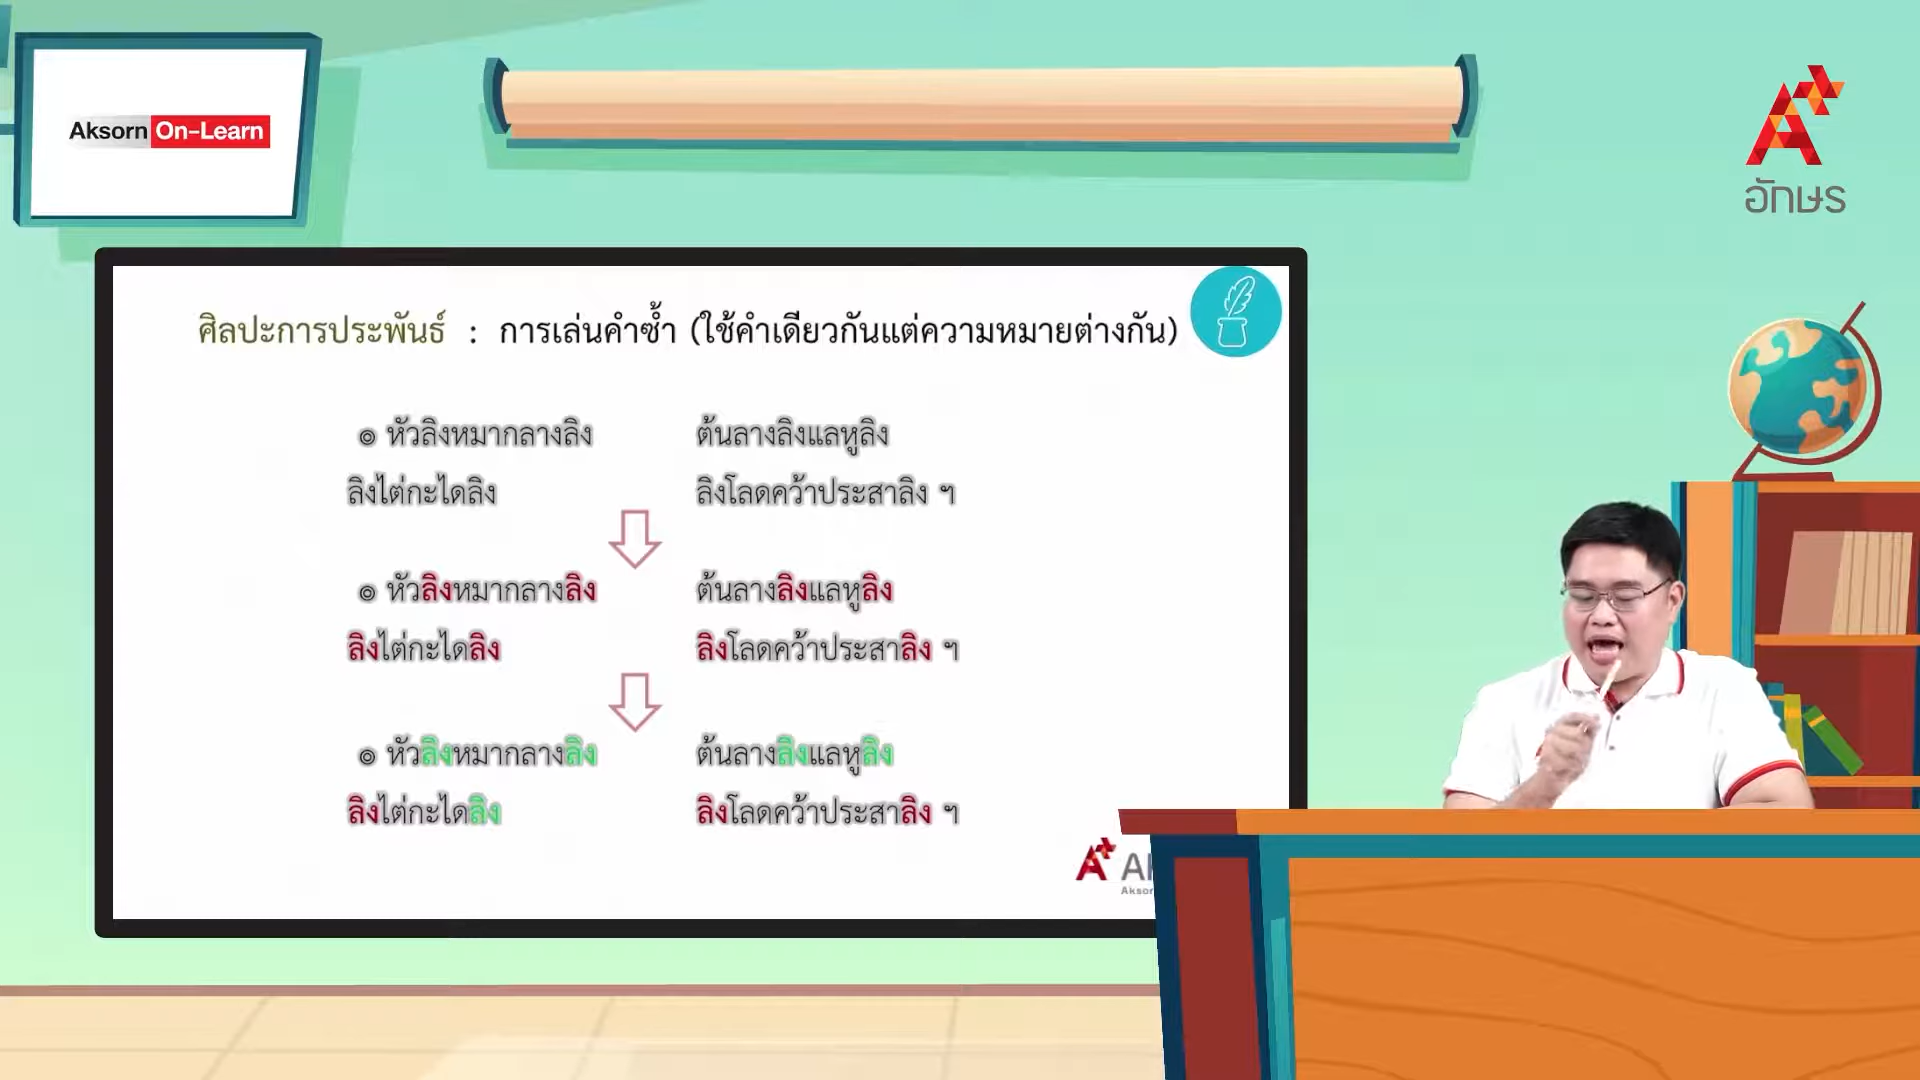 Aksorn On-Learn
อักษร
ศิลปะการประพันธ์ : การเล่นคำซ้ำ (ใช้คำเดียวกันแต่ความหมายต่างกัน)
๏ หัวลิงหมากลางลิง ต้นลางลิงแลหูลิง
ลิงไต่กะไดลิง ลิงโลดคว้าประสาลิง ฯ
๏ หัวลิงหมากลางลิง ต้นลางลิงแลหูลิง
ลิงไต่กะไดลิง ลิงโลดคว้าประสาลิง ฯ
๏ หัวลิงหมากลางลิง ต้นลางลิงแลหูลิง
ลิงไต่กะไดลิง ลิงโลดคว้าประสาลิง ฯ